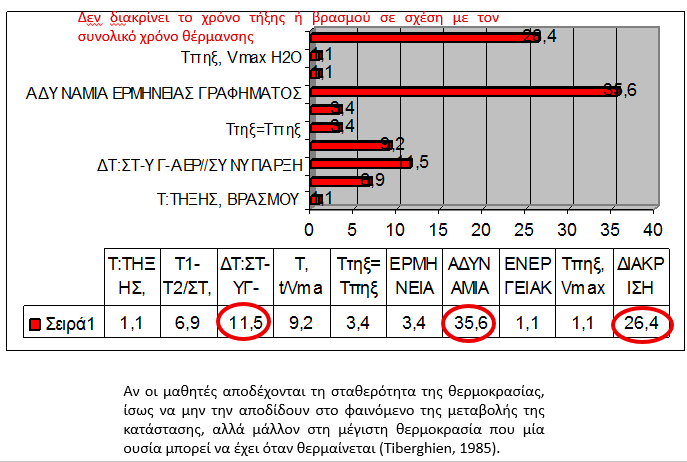 Δεν διακρίνει το χρόνο τήξης ή βρασμού σε σχέση με τον
συνολικό χρόνο θέρμανσης
26,4
Τπηξ, Vmax H2O 1,1
1,1
ΑΔΥΝΑΜΙΑ ΕΡΜΗΝΕΙΑΣ ΓΡΑΦΗΜΑΤΟΣ 35,6
3,4
Ττηξ=Τπηξ 3,4
9,2
ΔΤ:ΣΤ-ΥΓ-ΑΕΡ//ΣΥΝΥΠΑΡΞΗ 11,5
6,9
Τ:ΤΗΞΗΣ, ΒΡΑΣΜΟΥ 1,1
0 5 10 15 20 25 30 35 40
Τ:ΤΗΞ Τ1- ΔΤ:ΣΤ- Τ, Ττηξ= ΕΡΜΗ ΑΔΥΝ ΕΝΕΡ Τπηξ, ΔΙΑΚΡ
ΗΣ, Τ2/ΣΤ, ΥΓ- t/Vma Τπηξ ΝΕΙΑ ΑΜΙΑ ΓΕΙΑΚ Vmax ΙΣΗ
Σειρά1 1,1 6,9 11,5 9,2 3,4 3,4 35,6 1,1 1,1 26,4
Αν οι μαθητές αποδέχονται τη σταθερότητα της θερμοκρασίας,
ίσως να μην την αποδίδουν στο φαινόμενο της μεταβολής της
κατάστασης, αλλά μάλλον στη μέγιστη θερμοκρασία που μία
ουσία μπορεί να έχει όταν θερμαίνεται (Tiberghien, 1985).